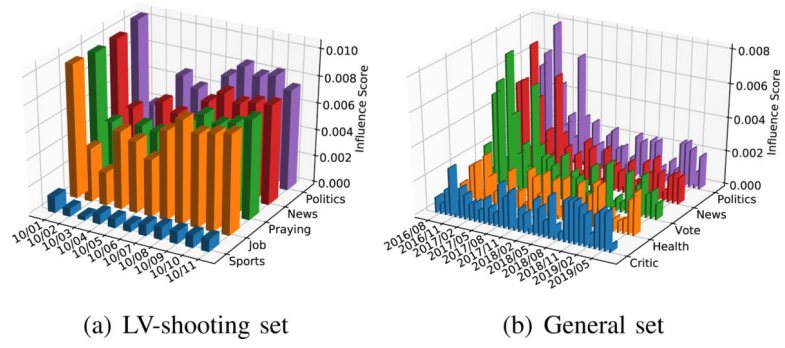 0.010
0.008
0.006
0.004
0.002
0.000
Influence Score
Politics
News
Praying
Job
Sports
10/01
10/02
10/03
10/04
10/05
10/06
10/07
10/08
10/09
10/10
10/11
(a) LV-shooting set
0.008
0.006
0.004
0.002
0.000
Influence Score
Politics
News
Vote
Health
Critic
2016/08
2016/11
2017/02
2017/05
2017/08
2017/11
2018/02
2018/05
2018/08
2018/11
2019/02
2019/05
(b) General set